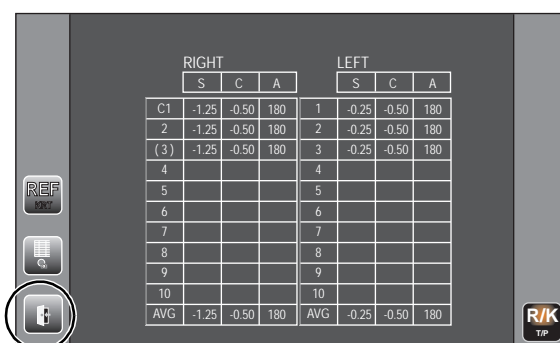 RIGHT LEFT
S C A S C A
C1 -1.25 -0.50 180 1 -0.25 -0.50 180
2 -1.25 -0.50 180 2 -0.25 -0.50 180
(3) -1.25 -0.50 180 3 -0.25 -0.50 180
4 4
5 5
6 6
7 7
8 8
9 9
10 10
AVG -1.25 -0.50 180 AVG -0.25 -0.50 180
REF
KRT
R/K
T/P